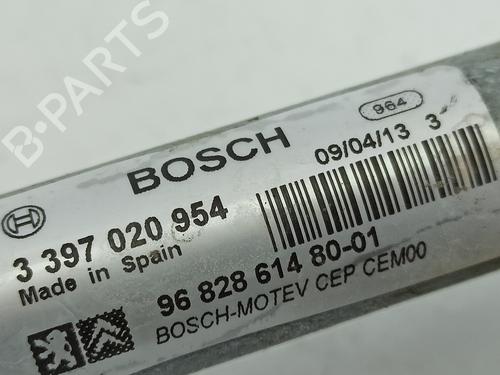 B-PARTS
964
BOSCH
09/04/13 3
3 397 020 954
Made in Spain
96 828 614 80-01
BOSCH-MOTEV CEP CEM00